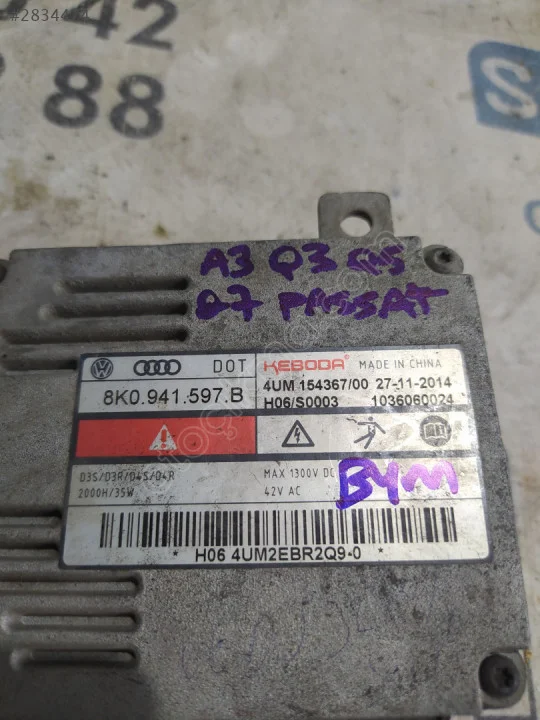 42
88
S
A3 Q3 Q5
Q7 PASSAT
DOT KEBODA MADE IN CHINA
8K0.941.597.B
4UM 154367/00 27-11-2014
H06/S0003 1036060024
D3S/D3R/D4S/D4R
2000H/35W
MAX 1300V DC
42V AC
BYM
* H06 4UM2EBR2Q9-0 *